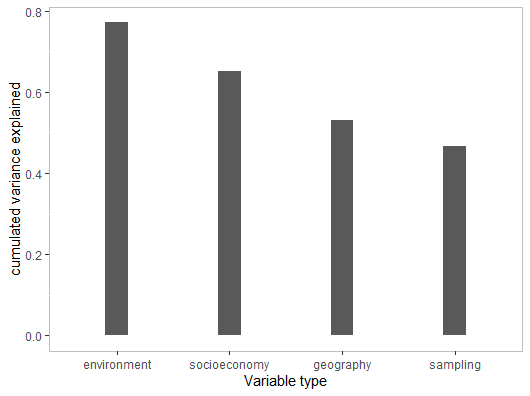 cumulated variance explained
0.8
0.6
0.4
0.2
0.0
environment socioeconomy geography sampling
Variable type